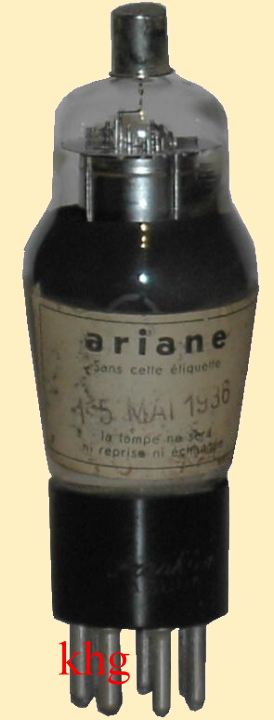 ariane
Sans cette étiquette
15 MAI 1936
la lampe ne sera
ni reprise ni échangée
khg